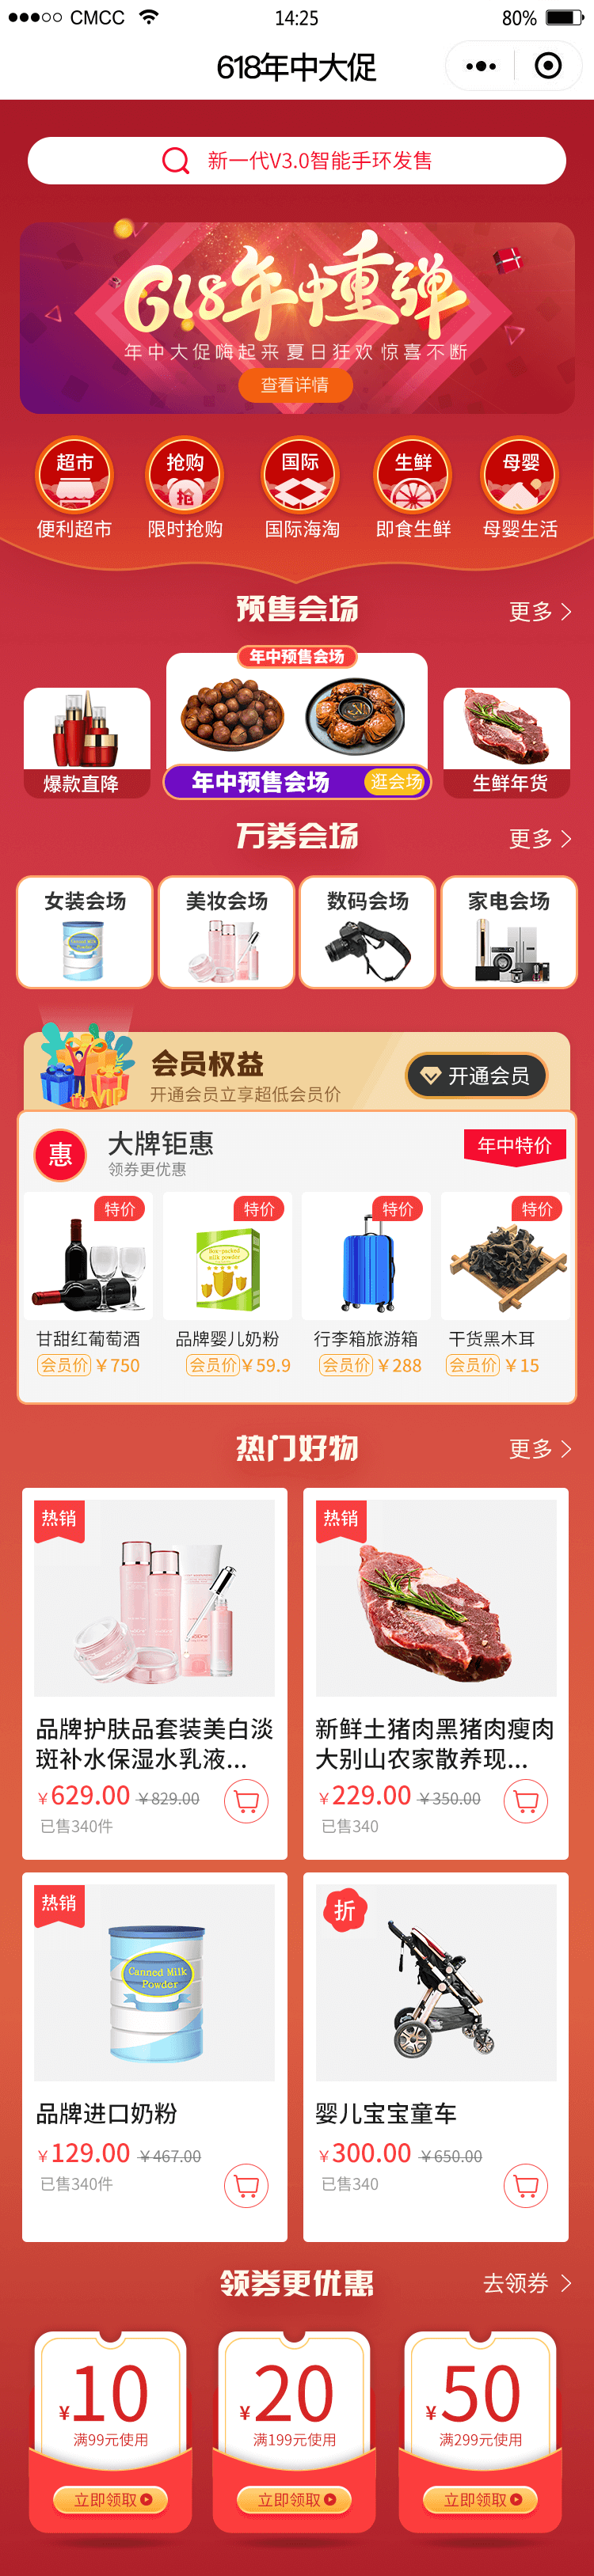 CMCC 14:25 80%
618年中大促
新一代V3.0智能手环发售
618年中重弹
年中大促嗨起来 夏日狂欢 惊喜不断
查看详情
超市 抢购 国际 生鲜 母婴
抢
便利超市 限时抢购 国际海淘 即食生鲜 母婴生活
预售会场 更多
年中预售会场
爆款直降 年中预售会场 逛会场 生鲜年货
万券会场 更多
女装会场 美妆会场 数码会场 家电会场
会员权益
开通会员立享超低会员价
开通会员
VIP
惠 大牌钜惠 年中特价
领券更优惠
特价 特价 特价 特价
甘甜红葡萄酒 品牌婴儿奶粉 行李箱旅游箱 干货黑木耳
会员价￥750 会员价￥59.9 会员价￥288 会员价￥15
热门好物 更多
热销
品牌护肤品套装美白淡
斑补水保湿水乳液...
￥629.00 ￥829.00
已售340件
热销
新鲜土猪肉黑猪肉瘦肉
大别山农家散养现...
￥229.00 ￥350.00
已售340
热销
Canned Milk
Powder
品牌进口奶粉
￥129.00 ￥467.00
已售340件
折
婴儿宝宝童车
￥300.00 ￥650.00
已售340
领券更优惠 去领券
¥10 ¥20 ¥50
满99元使用 满199元使用 满299元使用
立即领取 立即领取 立即领取